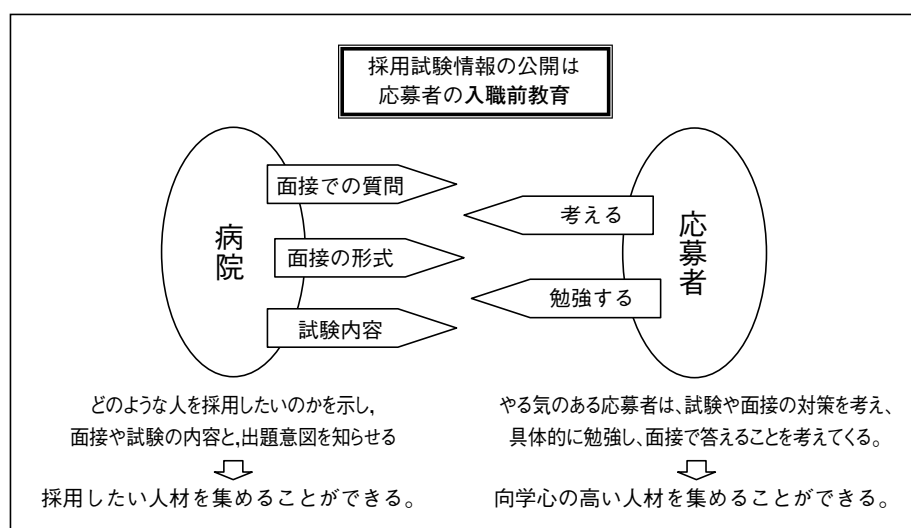 採用試験情報の公開は
応募者の入職前教育
病院
面接での質問
面接の形式
試験内容
考える
勉強する
応募者
どのような人を採用したいのかを示し,
面接や試験の内容と,出題意図を知らせる
採用したい人材を集めることができる。
やる気のある応募者は、試験や面接の対策を考え、
具体的に勉強し、面接で答えることを考えてくる。
向学心の高い人材を集めることができる。